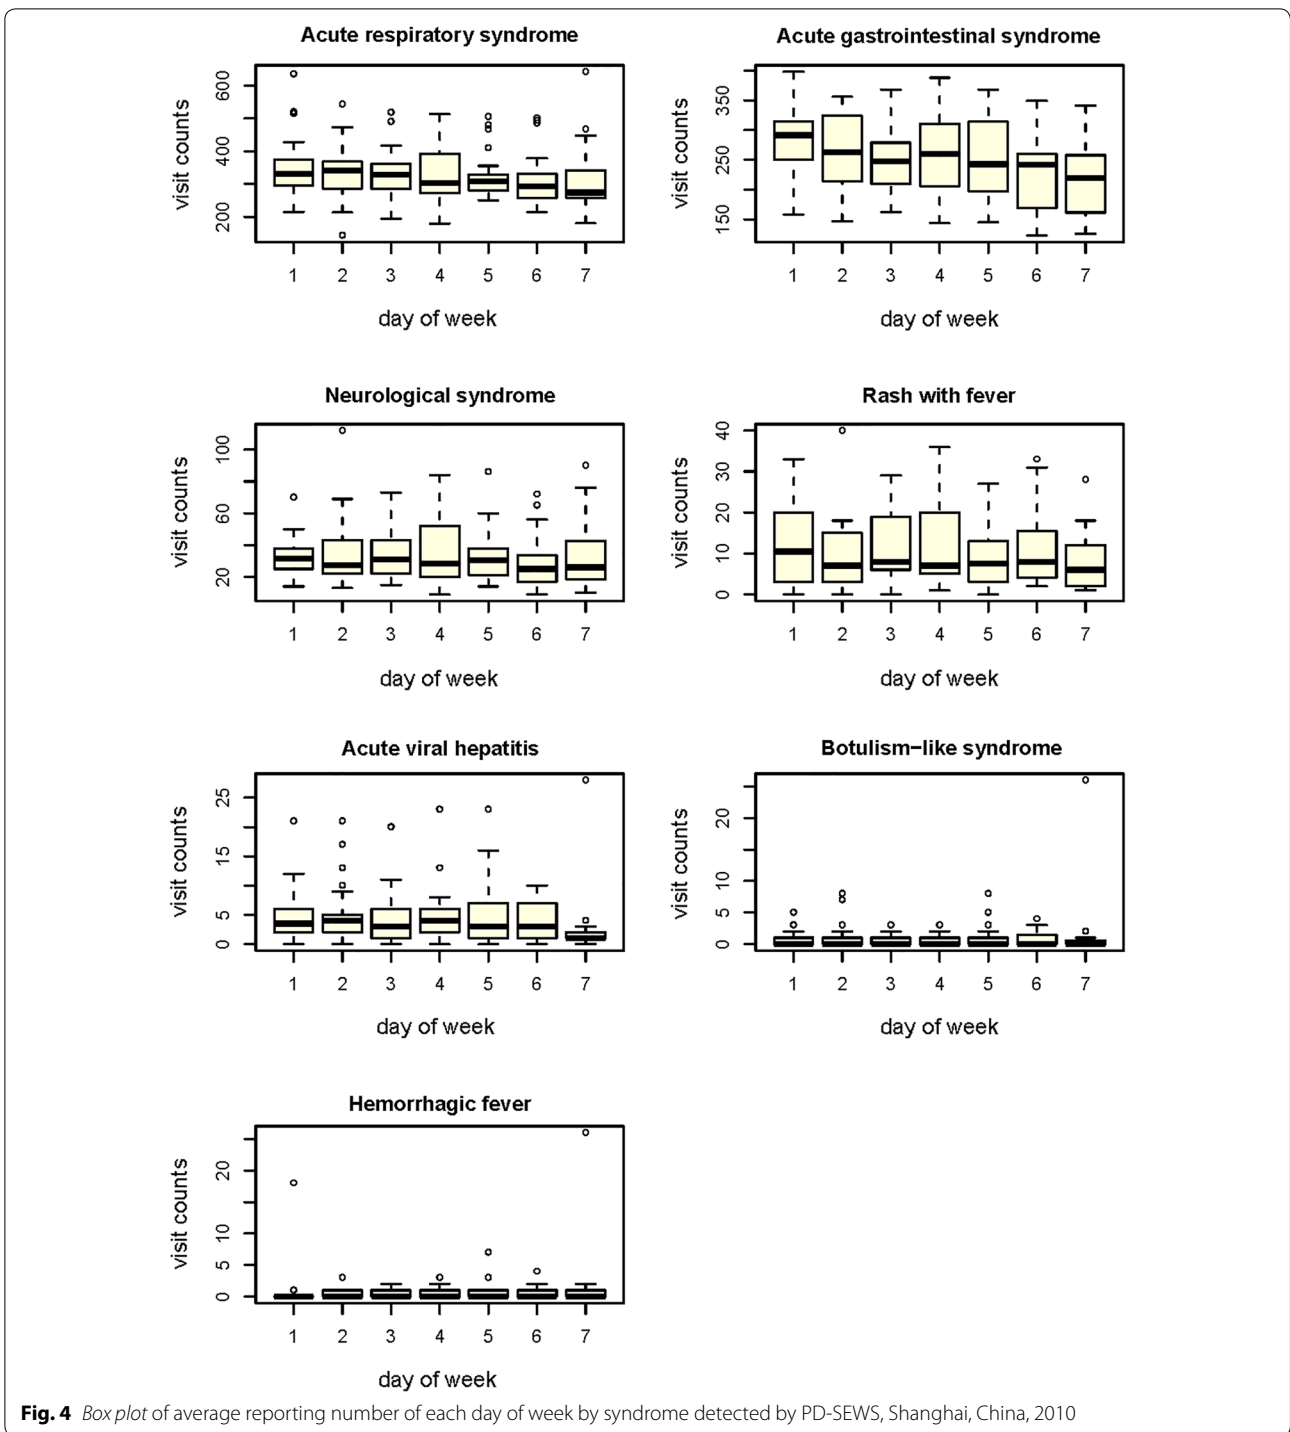 Acute respiratory syndrome
visit counts
600
400
200
1 2 3 4 5 6 7
day of week
Acute gastrointestinal syndrome
visit counts
350
250
150
1 2 3 4 5 6 7
day of week
Neurological syndrome
visit counts
100
60
20
1 2 3 4 5 6 7
day of week
Rash with fever
visit counts
40
30
20
10
0
1 2 3 4 5 6 7
day of week
Acute viral hepatitis
visit counts
25
15
5
0
1 2 3 4 5 6 7
day of week
Botulism−like syndrome
visit counts
20
10
5
0
1 2 3 4 5 6 7
day of week
Hemorrhagic fever
visit counts
20
10
5
0
1 2 3 4 5 6 7
day of week
Fig. 4 Box plot of average reporting number of each day of week by syndrome detected by PD-SEWS, Shanghai, China, 2010